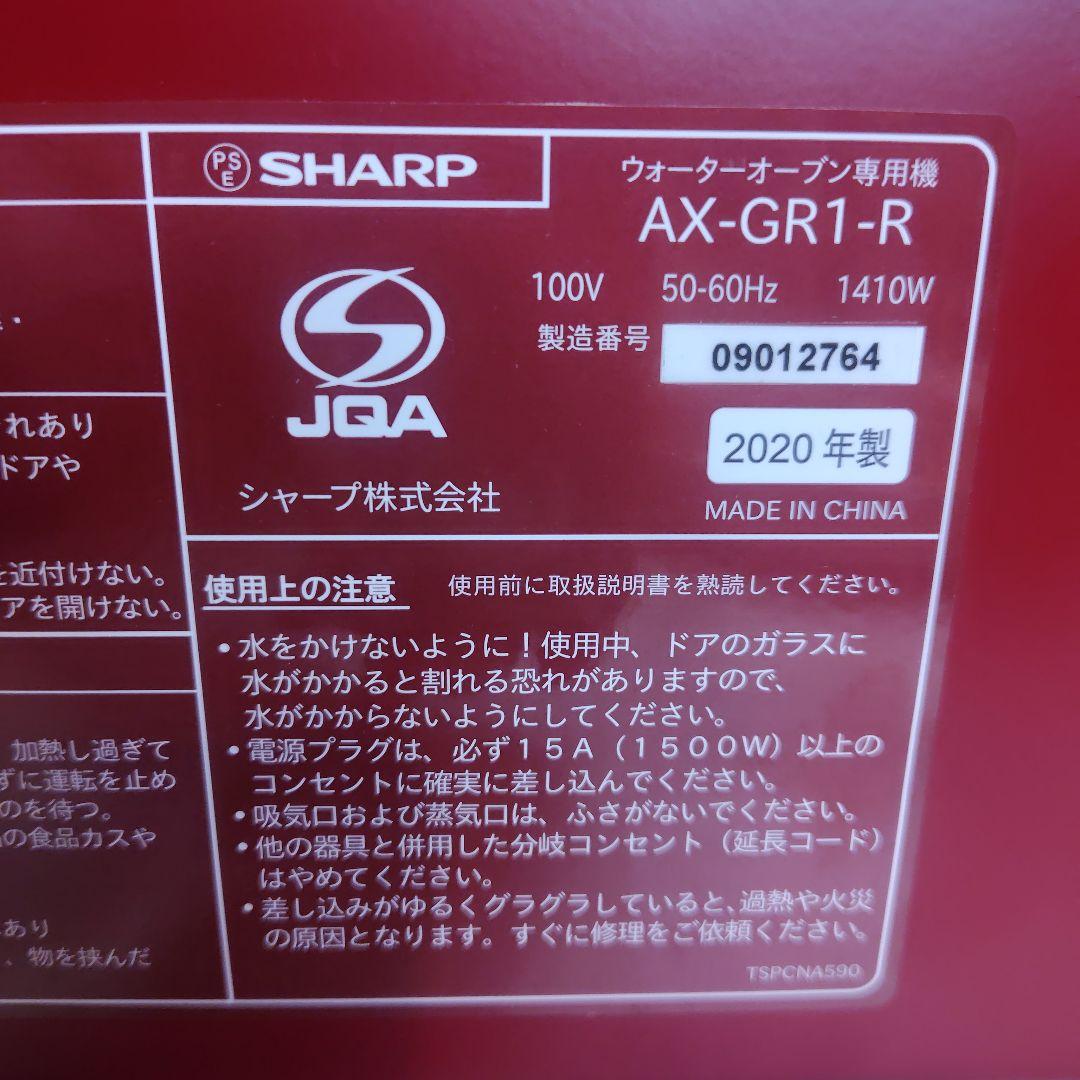 PSE SHARP
ウォーターオーブン専用機
AX-GR1-R
100V 50-60Hz 1410W
製造番号 09012764
JQA
2020年製
シャープ株式会社
MADE IN CHINA
使用上の注意 使用前に取扱説明書を熟読してください。
・水をかけないように！使用中、ドアのガラスに
水がかかると割れる恐れがありますので、
水がかからないようにしてください。
・電源プラグは、必ず15A（1500W）以上の
コンセントに確実に差し込んでください。
・吸気口および蒸気口は、ふさがないでください。
・他の器具と併用した分岐コンセント（延長コード）
はやめてください。
・差し込みがゆるくグラグラしていると、過熱や火災
の原因となります。すぐに修理をご依頼ください。
TSPCNA590
れあり
ドアや
を近付けない。
アを開けない。
加熱し過ぎて
ずに運転を止め
のを待つ。
の食品カスや
あり
、物を挟んだ